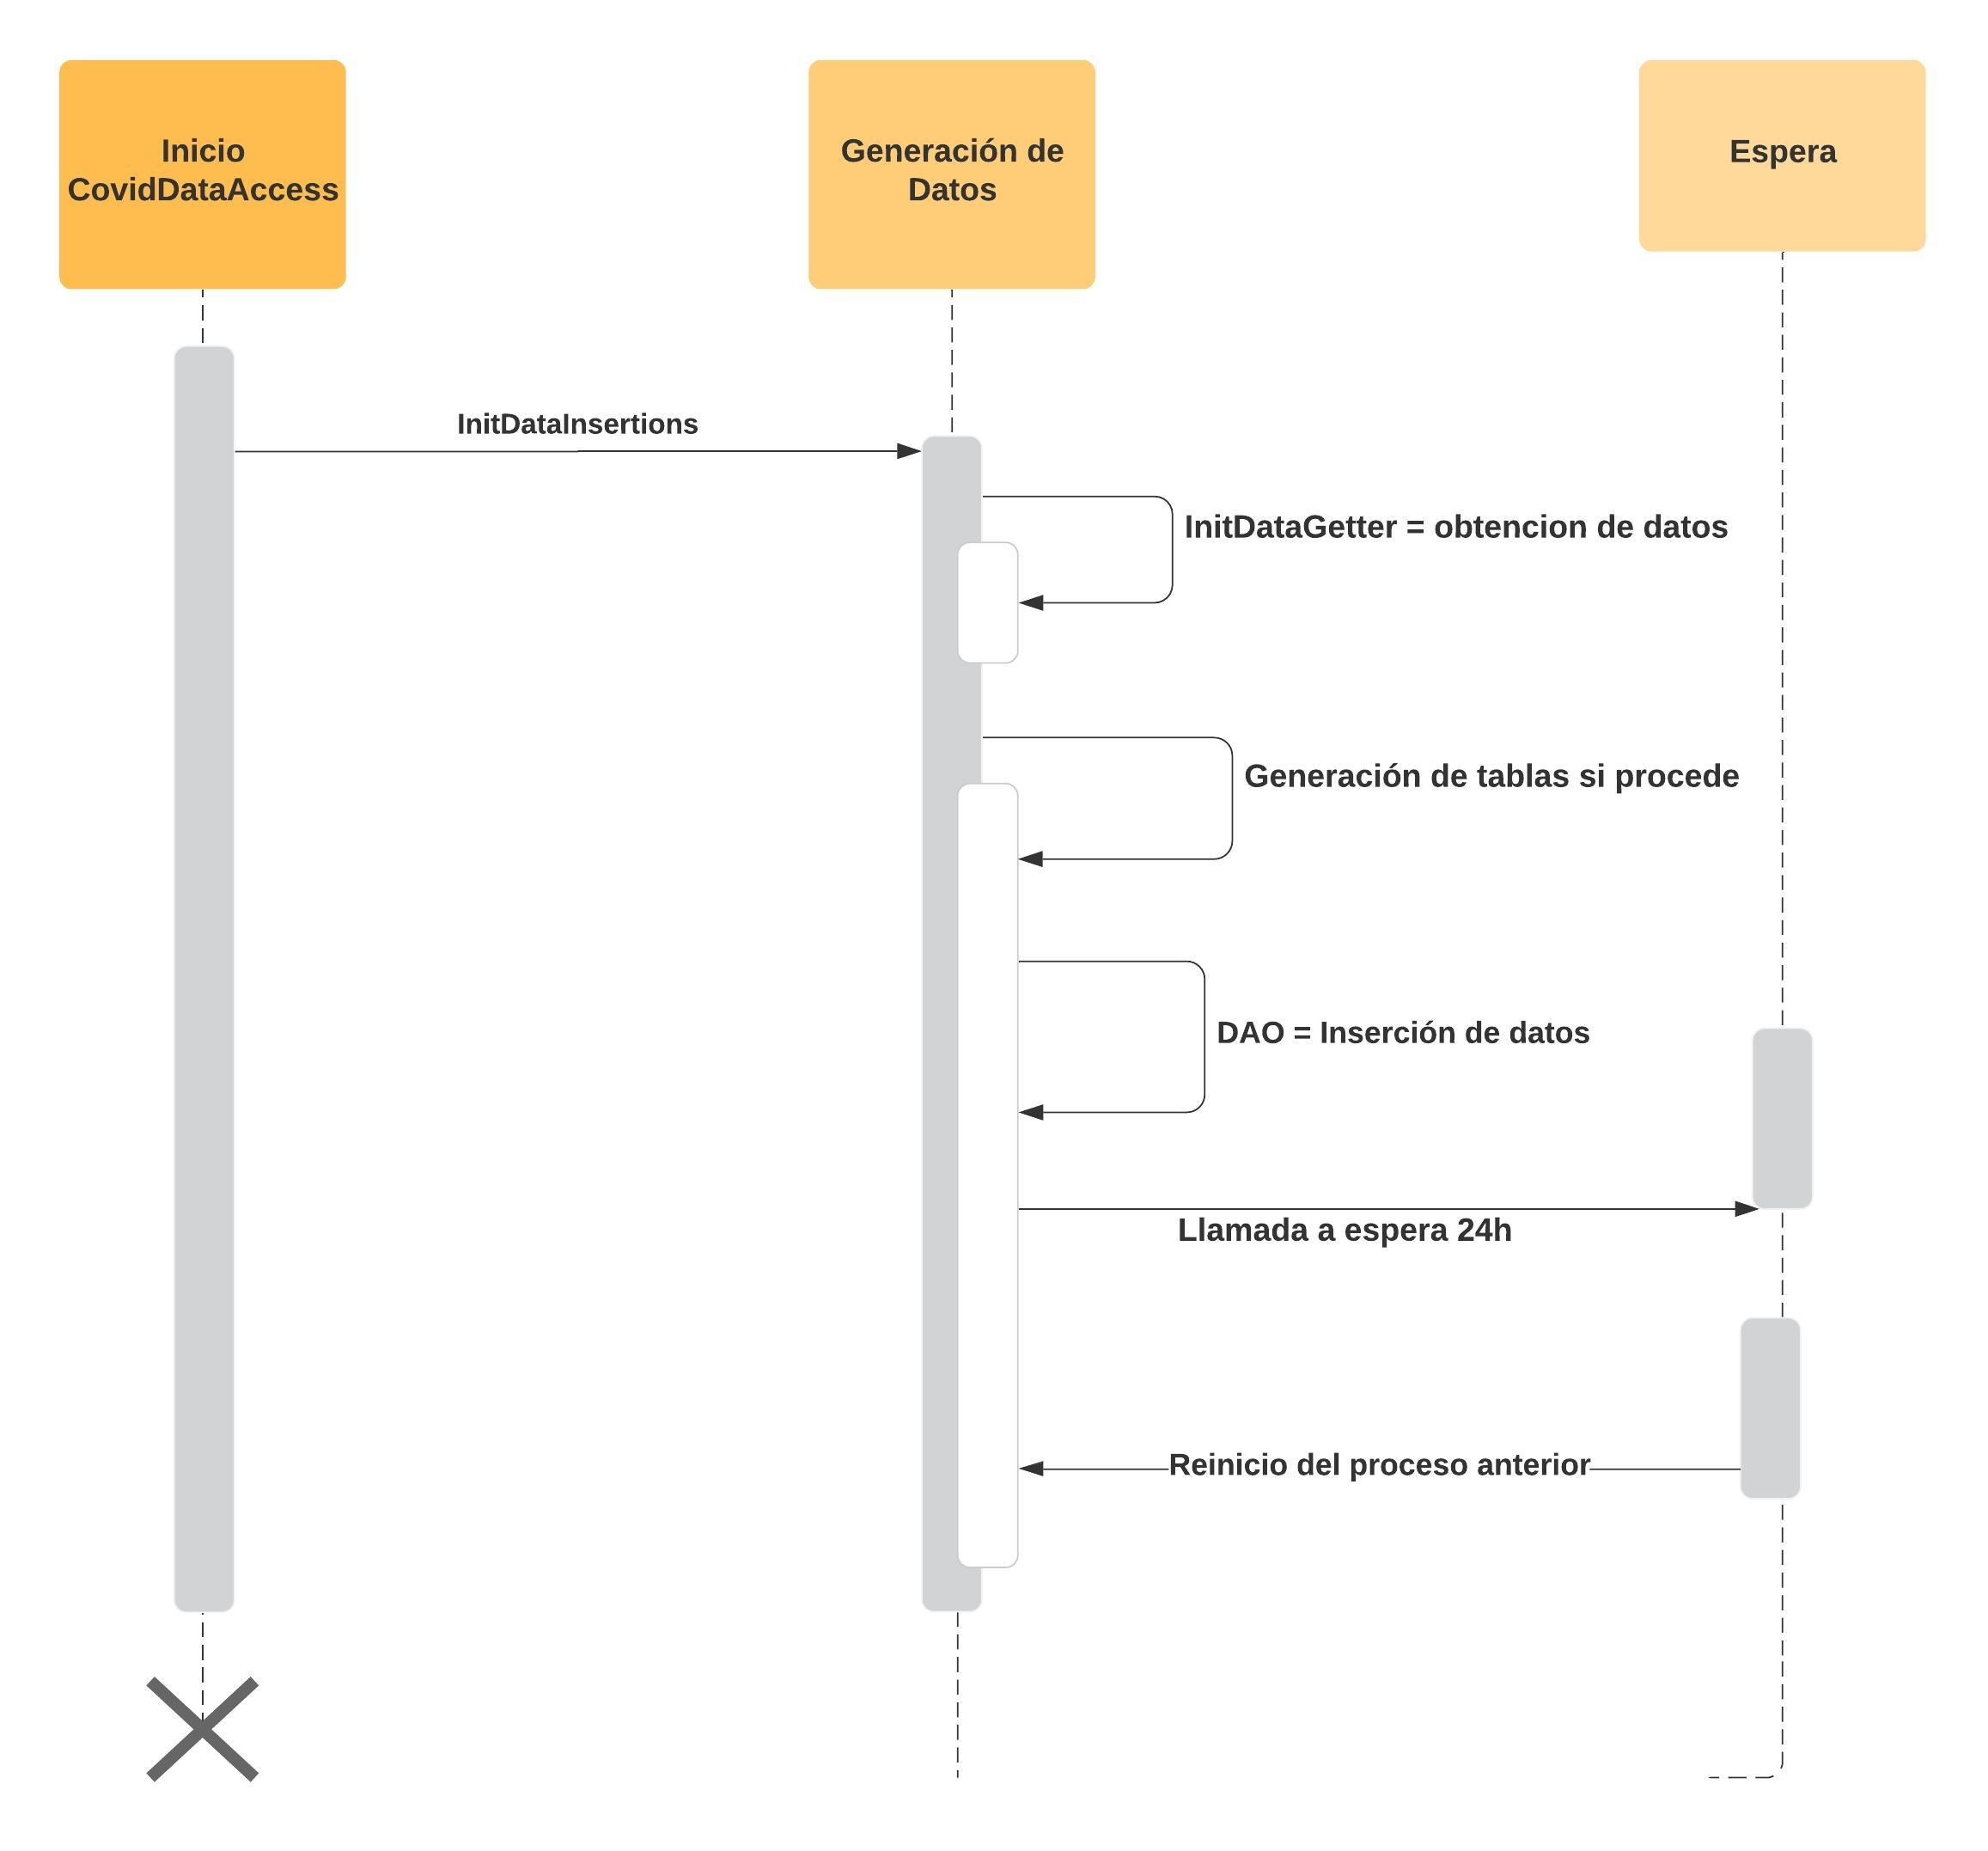 Inicio
CovidDataAccess
Generación de
Datos
Espera
InitDataInsertions
InitDataGetter = obtencion de datos
Generación de tablas si procede
DAO = Inserción de datos
Llamada a espera 24h
Reinicio del proceso anterior